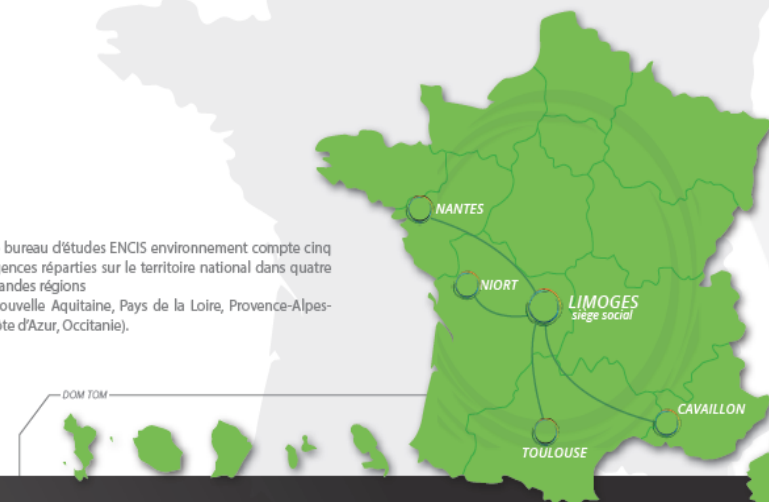 bureau d'études ENCIS environnement compte cinq
gences réparties sur le territoire national dans quatre
andes régions
ouvelle Aquitaine, Pays de la Loire, Provence-Alpes-
ôte d'Azur, Occitanie).
NANTES
NIORT
LIMOGES
siège social
DOM TOM
CAVAILLON
TOULOUSE